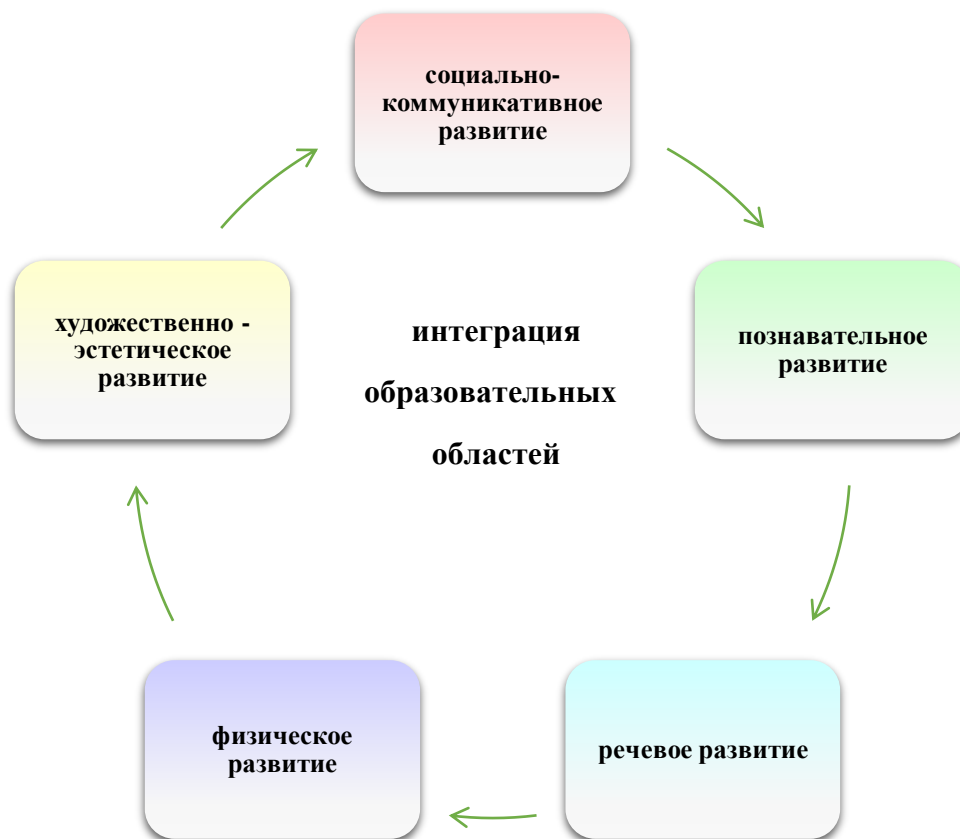 социально-
коммуникативное
развитие
художественно -
эстетическое
развитие
интеграция
образовательных
областей
познавательное
развитие
физическое
развитие
речевое развитие